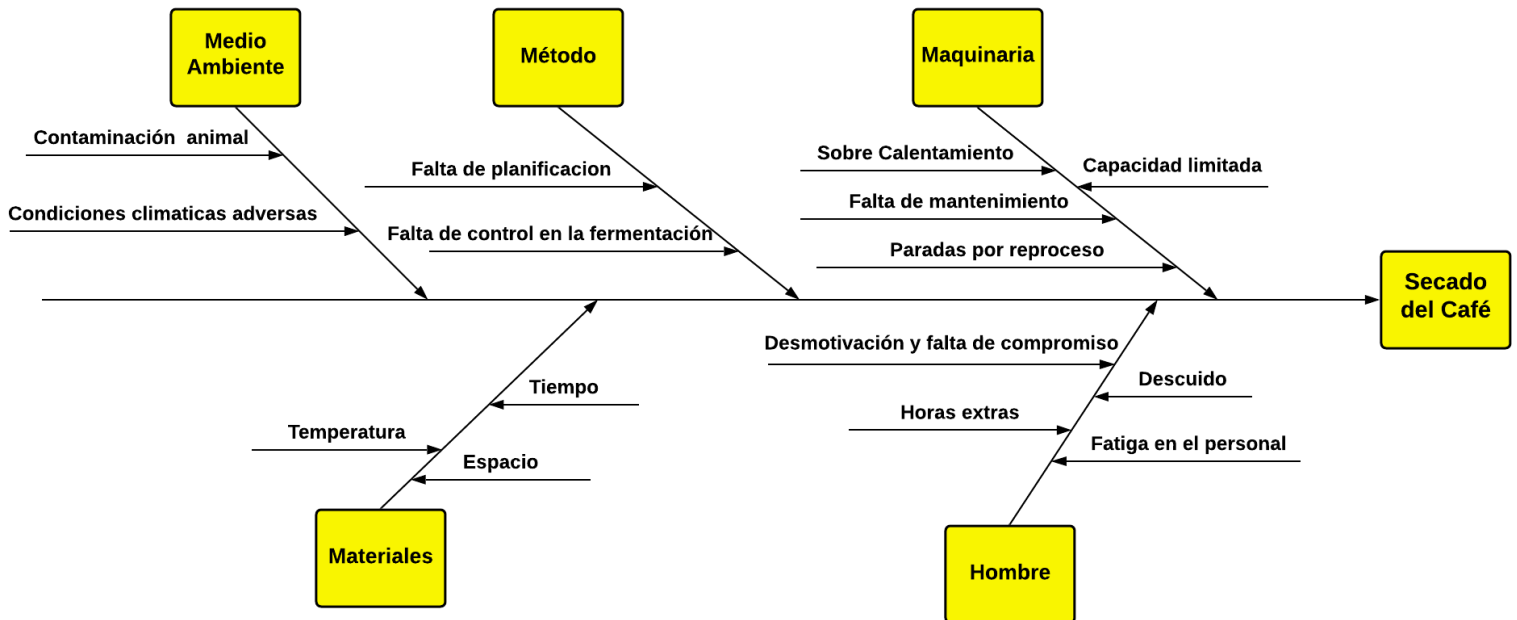 Medio
Ambiente
Método
Maquinaria
Contaminación  animal
Sobre Calentamiento
Capacidad limitada
Falta de planificacion
Falta de mantenimiento
Condiciones climaticas adversas
Falta de control en la fermentación
Paradas por reproceso
Secado
del Café
Desmotivación y falta de compromiso
Tiempo
Descuido
Temperatura
Horas extras
Espacio
Fatiga en el personal
Materiales
Hombre